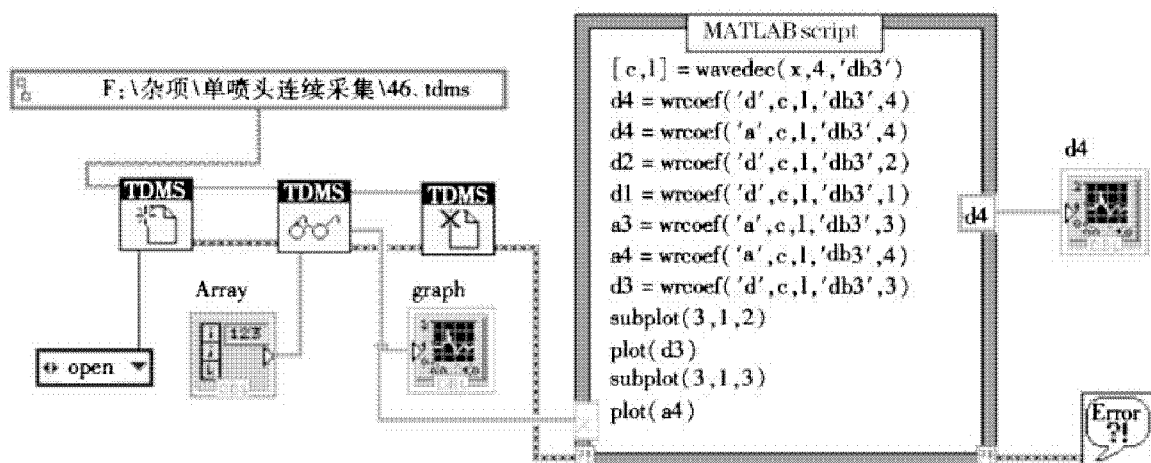 MATLAB script
[c,l] = wavedec(x,4,'db3')
d4 = wrcoef('d',c,l,'db3',4)
d4 = wrcoef('a',c,l,'db3',4)
d2 = wrcoef('d',c,l,'db3',2)
d1 = wrcoef('d',c,l,'db3',1)
a3 = wrcoef('a',c,l,'db3',3)
a4 = wrcoef('a',c,l,'db3',4)
d3 = wrcoef('d',c,l,'db3',3)
subplot(3,1,2)
plot(d3)
subplot(3,1,3)
plot(a4)
F:\杂项\单喷头连续采集\46.tdms
TDMS
TDMS
TDMS
Array
123
graph
open
d4
d4
Error
?!